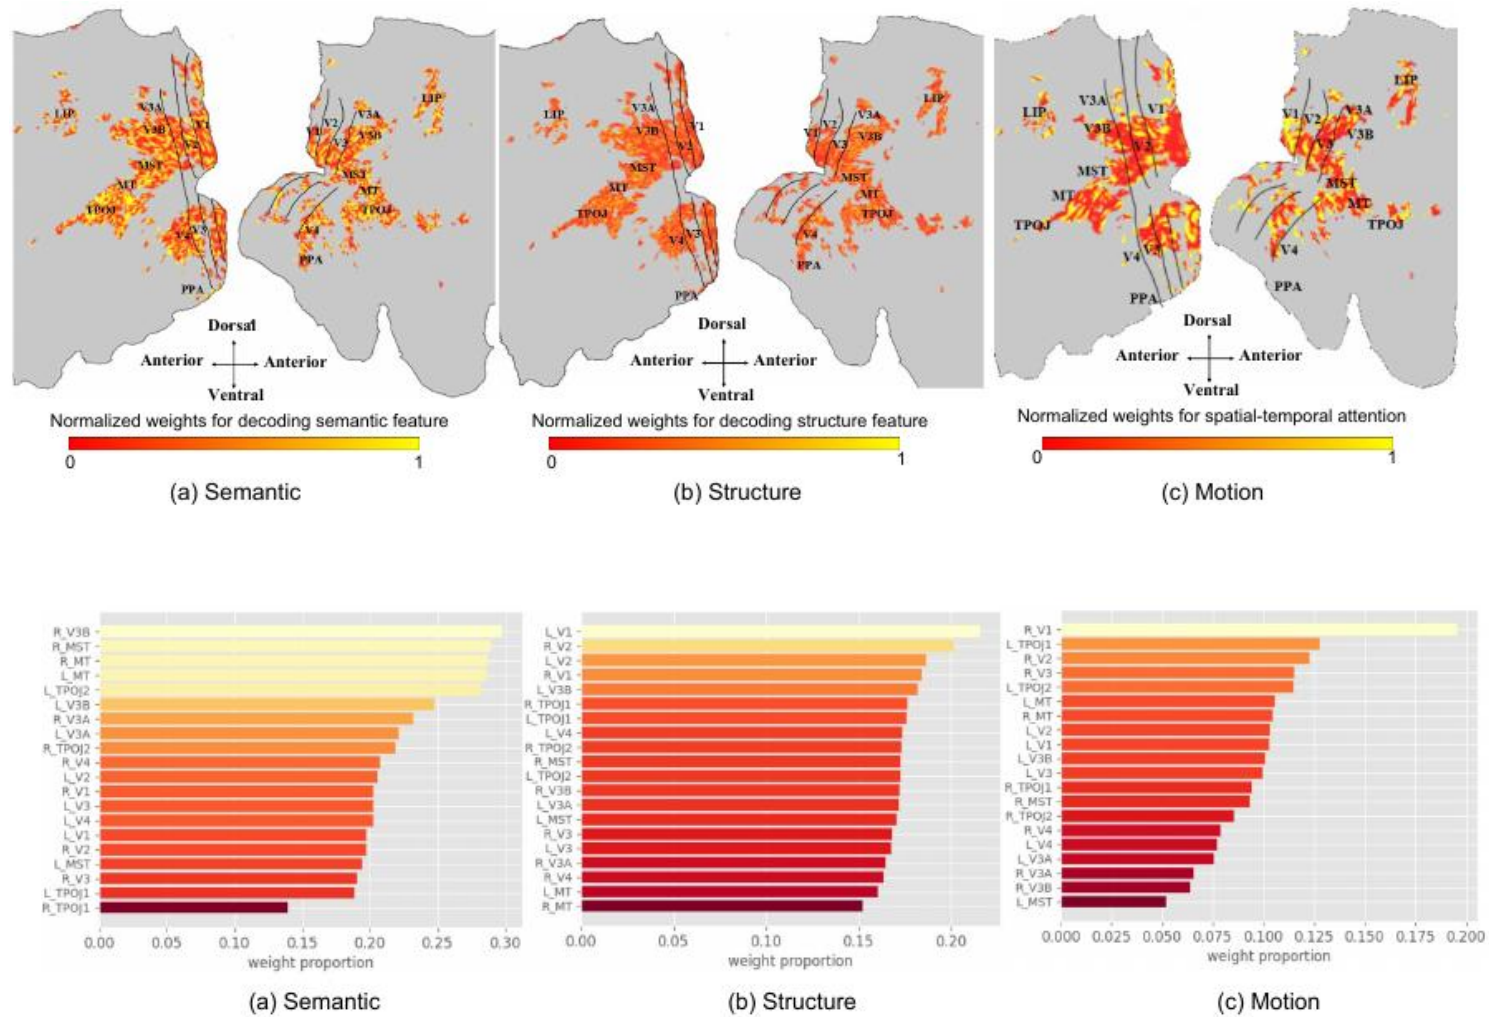 LIP
V3A
V3B
V1
V2
MST
MT
TPOJ
V4
V3
PPA
V1
V2
V3A
V3B
V3
MST
MT
TPOJ
V4
PPA
LIP
Dorsal
Anterior
Anterior
Ventral
Normalized weights for decoding semantic feature
0
1
(a) Semantic
LIP
V3A
V3B
V1
V2
MST
MT
TPOJ
V4
V3
PPA
V1
V2
V3A
V3B
V3
MST
MT
TPOJ
V4
PPA
LIP
Dorsal
Anterior
Anterior
Ventral
Normalized weights for decoding structure feature
0
1
(b) Structure
LIP
V3A
V1
V3B
V2
MST
MT
TPOJ
V4
V3
PPA
LIP
V1
V2
V3A
V3B
V3
MST
MT
TPOJ
V4
PPA
Dorsal
Anterior
Anterior
Ventral
Normalized weights for spatial-temporal attention
0
1
(c) Motion
R_V3B
R_MST
R_MT
L_MT
L_TPOJ2
L_V3B
R_V3A
L_V3A
R_TPOJ2
R_V4
L_V2
R_V1
L_V3
L_V4
L_V1
R_V2
L_MST
R_V3
L_TPOJ1
R_TPOJ1
0.00 0.05 0.10 0.15 0.20 0.25 0.30
weight proportion
(a) Semantic
L_V1
R_V2
L_V2
R_V1
L_V3B
R_TPOJ1
L_TPOJ1
L_V4
R_TPOJ2
R_MST
L_TPOJ2
R_V3B
L_V3A
L_MST
R_V3
L_V3
R_V3A
R_V4
L_MT
R_MT
0.00 0.05 0.10 0.15 0.20
weight proportion
(b) Structure
R_V1
L_TPOJ1
R_V2
R_V3
L_TPOJ2
L_MT
R_MT
L_V2
L_V1
L_V3B
L_V3
R_TPOJ1
R_MST
R_TPOJ2
R_V4
L_V4
L_V3A
R_V3A
R_V3B
L_MST
0.000 0.025 0.050 0.075 0.100 0.125 0.150 0.175 0.200
weight proportion
(c) Motion